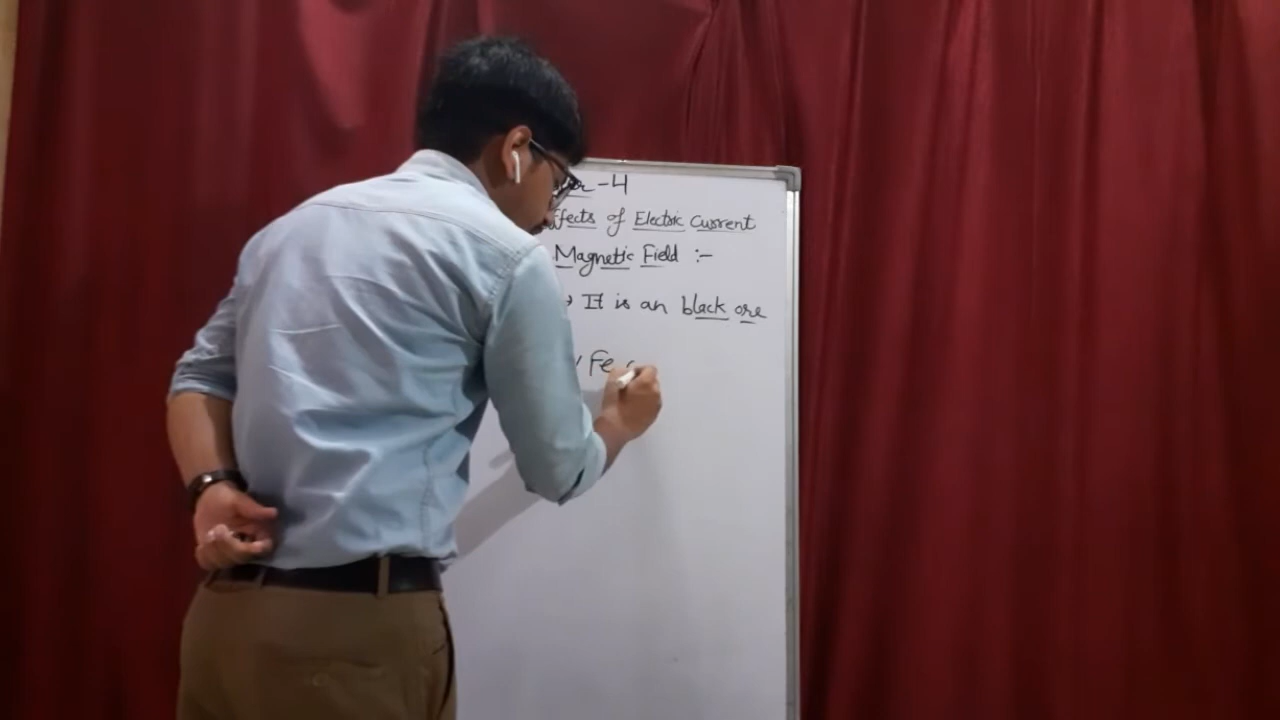 -4
ffects of Electric Current
Magnetic Field :-
→ It is an black ore
Fe